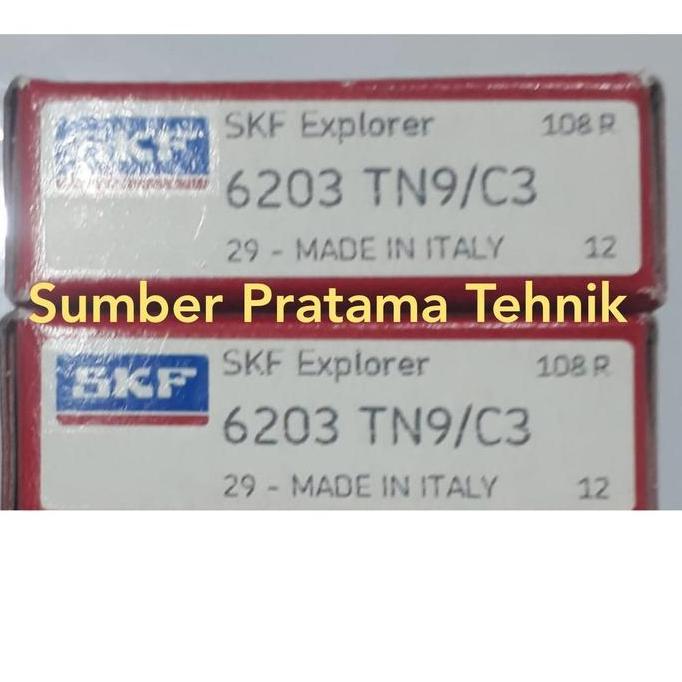 SKF
SKF Explorer 108 R
6203 TN9/C3
29 - MADE IN ITALY 12
Sumber Pratama Tehnik
SKF
SKF Explorer 108 R
6203 TN9/C3
29 - MADE IN ITALY 12